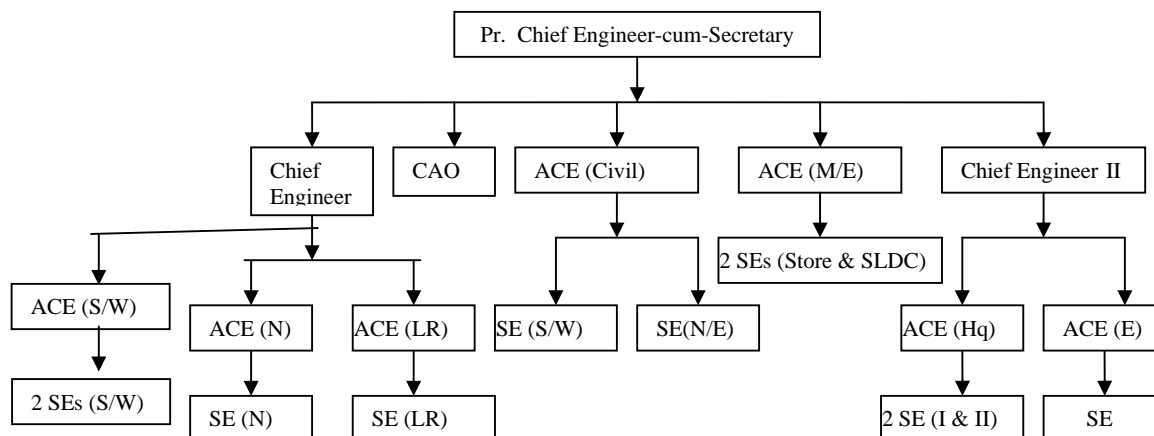 Pr. Chief Engineer-cum-Secretary
Chief
Engineer
CAO
ACE (Civil)
ACE (M/E)
Chief Engineer II
2 SEs (Store & SLDC)
ACE (S/W)
ACE (N)
ACE (LR)
SE (S/W)
SE(N/E)
ACE (Hq)
ACE (E)
2 SEs (S/W)
SE (N)
SE (LR)
2 SE (I & II)
SE